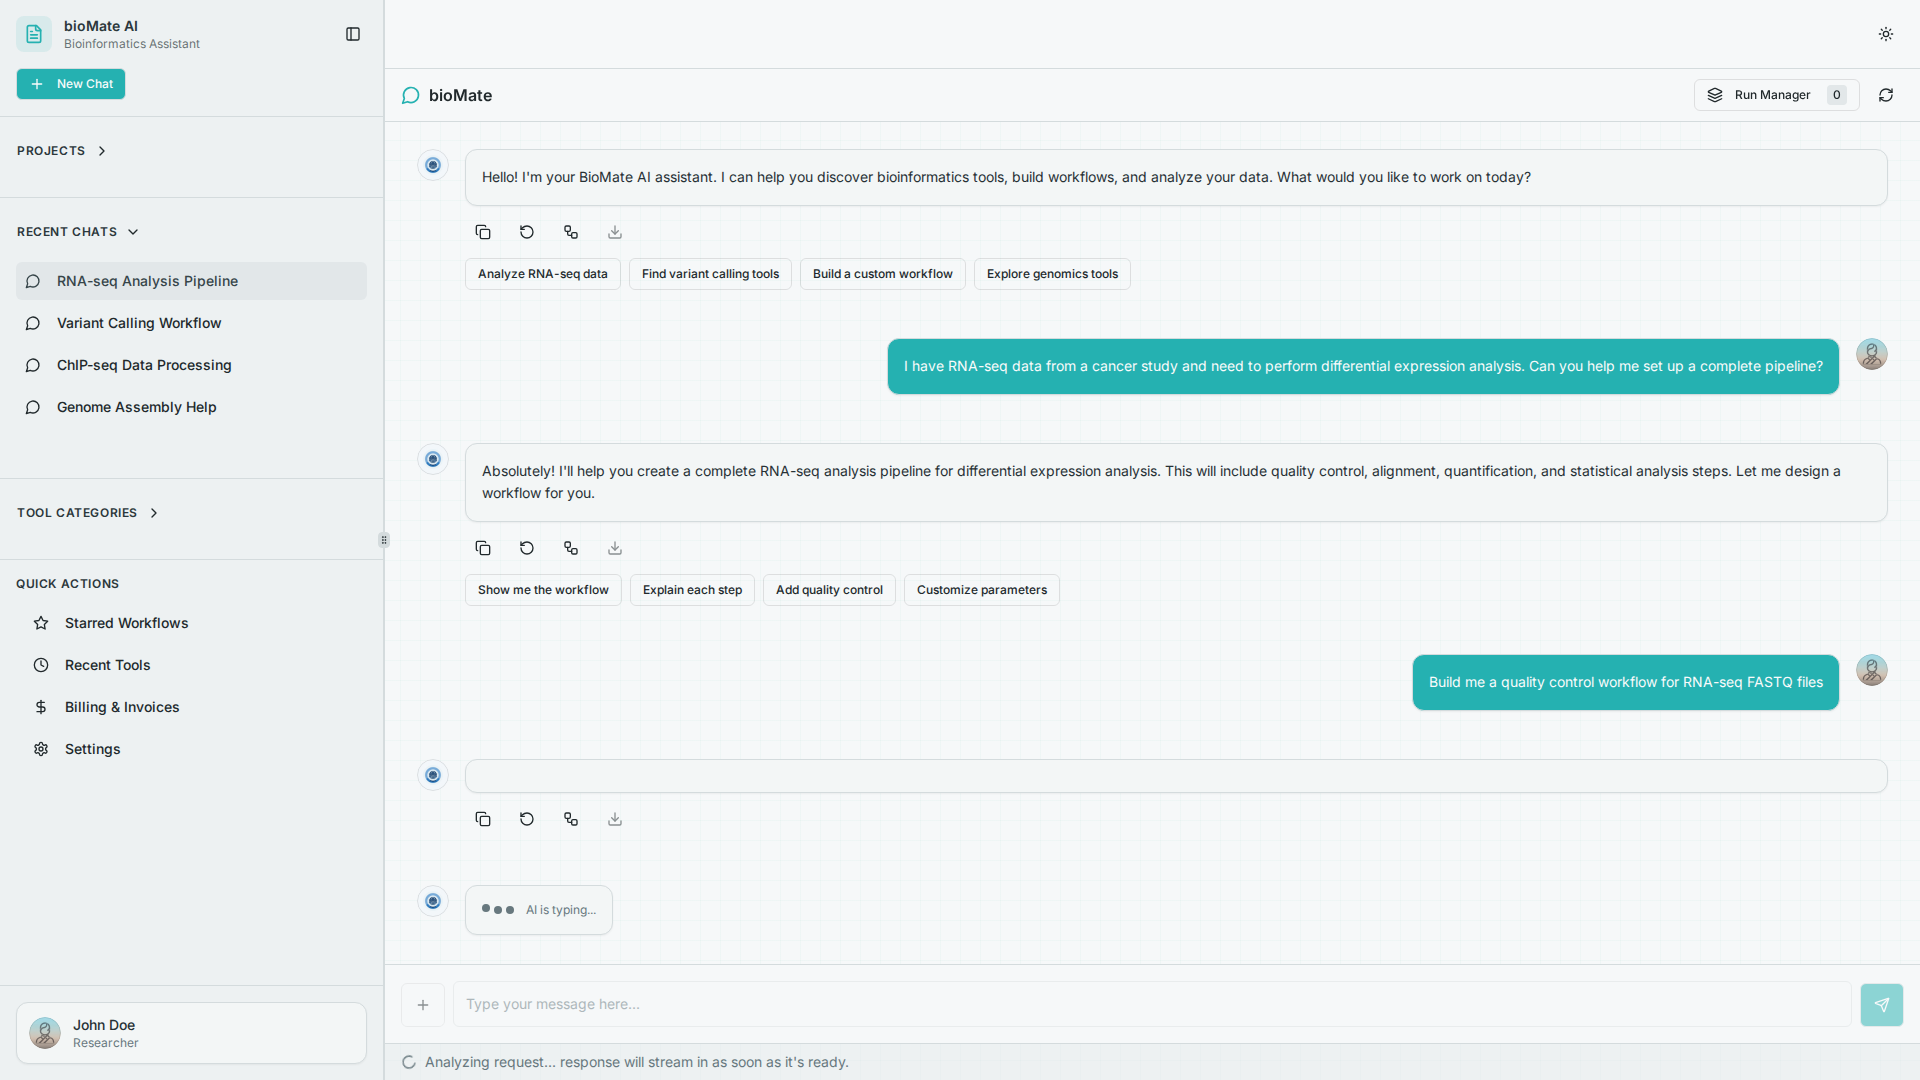 bioMate AI
Bioinformatics Assistant
New Chat
PROJECTS
RECENT CHATS
RNA-seq Analysis Pipeline
Variant Calling Workflow
ChIP-seq Data Processing
Genome Assembly Help
TOOL CATEGORIES
QUICK ACTIONS
Starred Workflows
Recent Tools
Billing & Invoices
Settings
John Doe
Researcher
bioMate
Run Manager 0
Hello! I'm your BioMate AI assistant. I can help you discover bioinformatics tools, build workflows, and analyze your data. What would you like to work on today?
Analyze RNA-seq data
Find variant calling tools
Build a custom workflow
Explore genomics tools
I have RNA-seq data from a cancer study and need to perform differential expression analysis. Can you help me set up a complete pipeline?
Absolutely! I'll help you create a complete RNA-seq analysis pipeline for differential expression analysis. This will include quality control, alignment, quantification, and statistical analysis steps. Let me design a
workflow for you.
Show me the workflow
Explain each step
Add quality control
Customize parameters
Build me a quality control workflow for RNA-seq FASTQ files
AI is typing...
Type your message here...
Analyzing request... response will stream in as soon as it's ready.